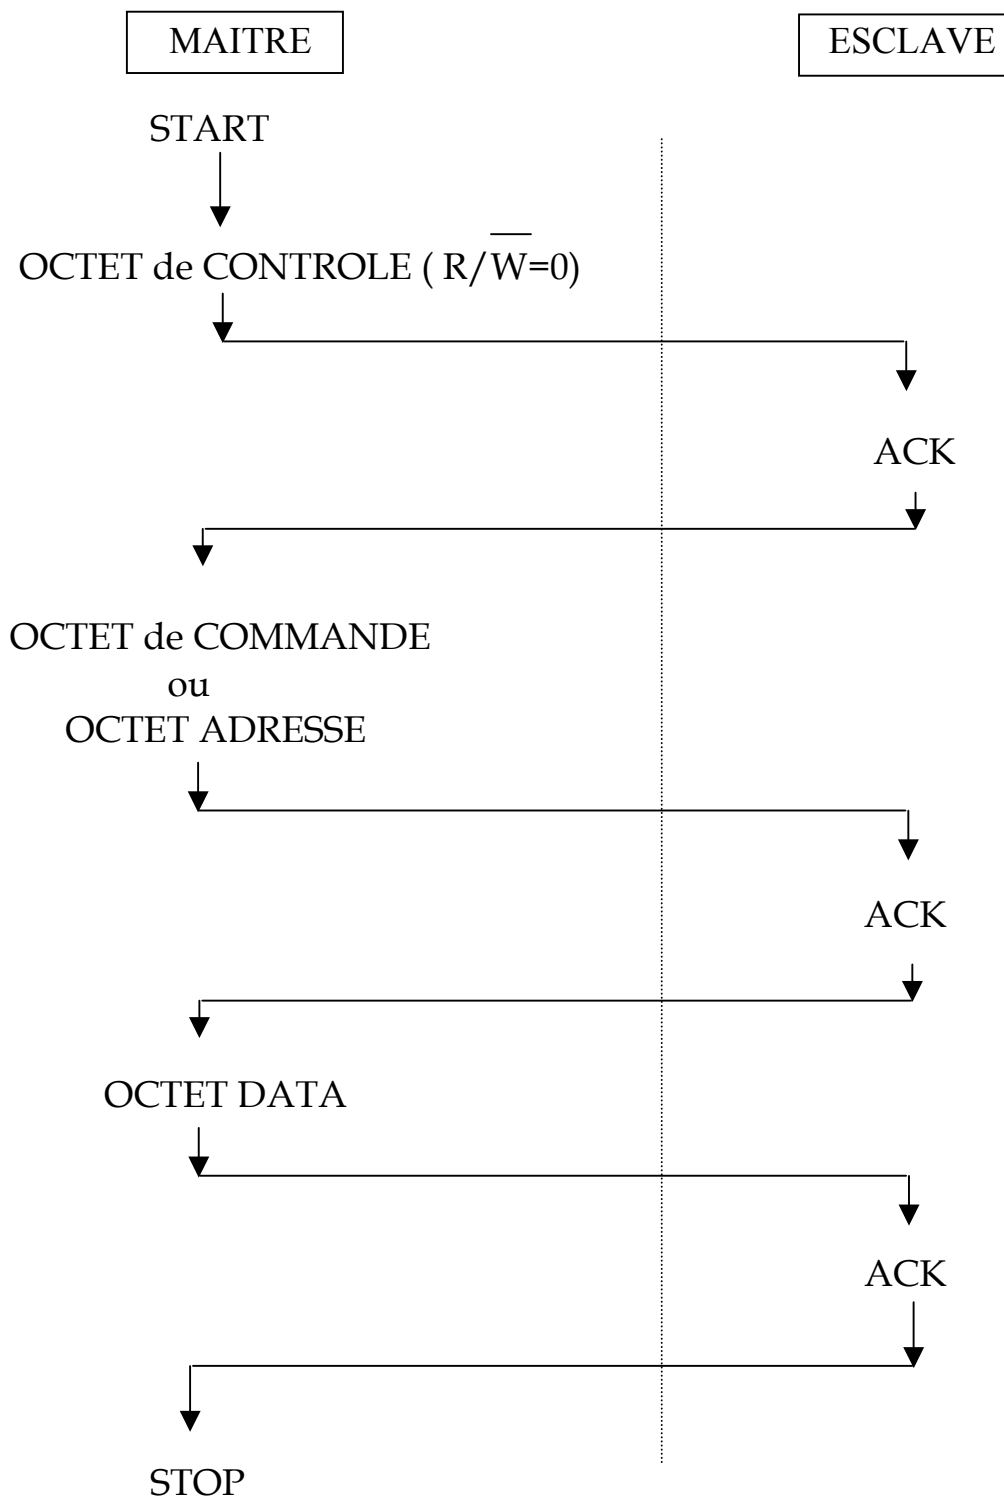 MAITRE
ESCLAVE
START
OCTET de CONTROLE ( R/W̅=0)
ACK
OCTET de COMMANDE
ou
OCTET ADRESSE
ACK
OCTET DATA
ACK
STOP